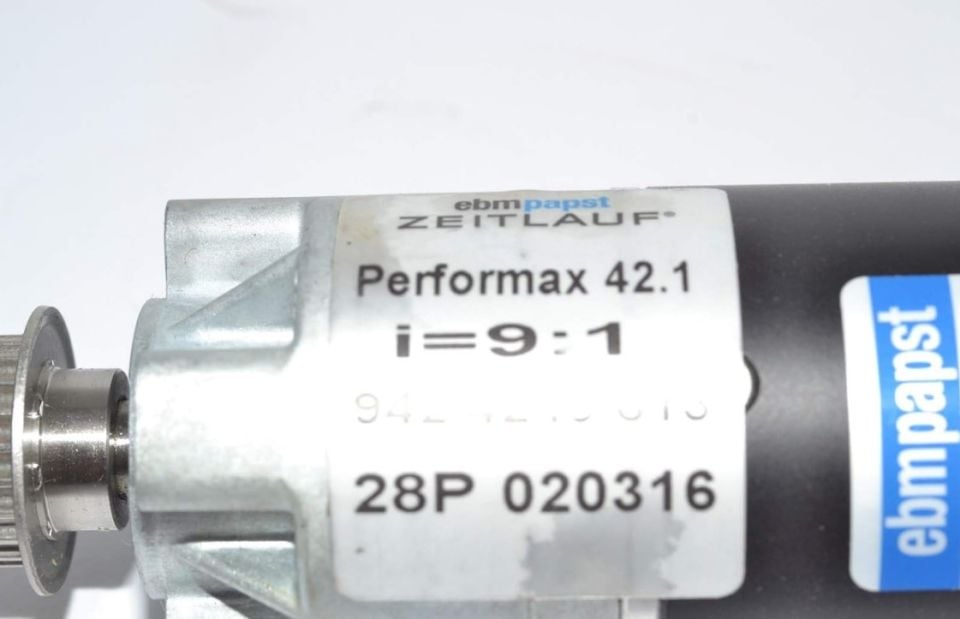 ebmpapst
ZEITLAUF®
Performax 42.1
i=9:1
28P 020316
ebmpapst